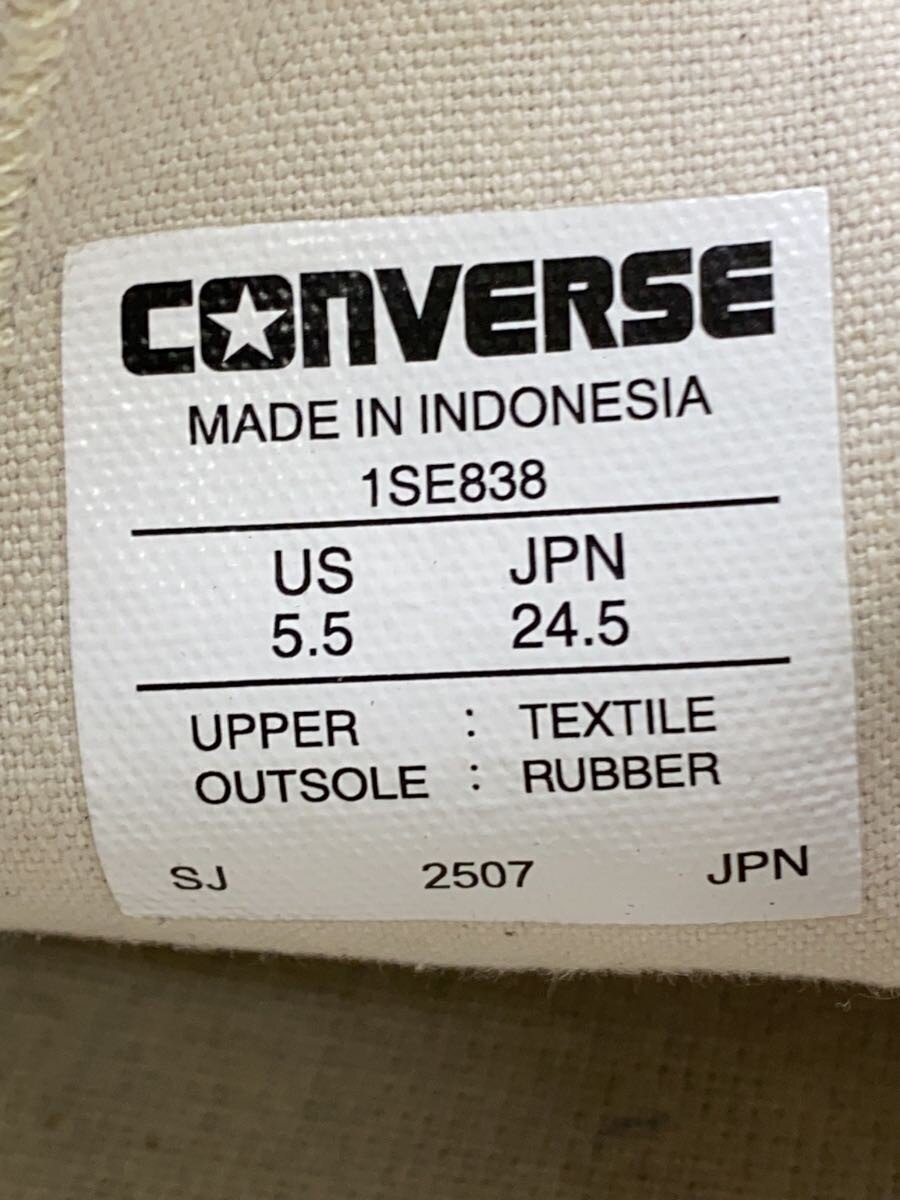 CONVERSE
MADE IN INDONESIA
1SE838
US JPN
5.5 24.5
UPPER : TEXTILE
OUTSOLE : RUBBER
SJ 2507 JPN